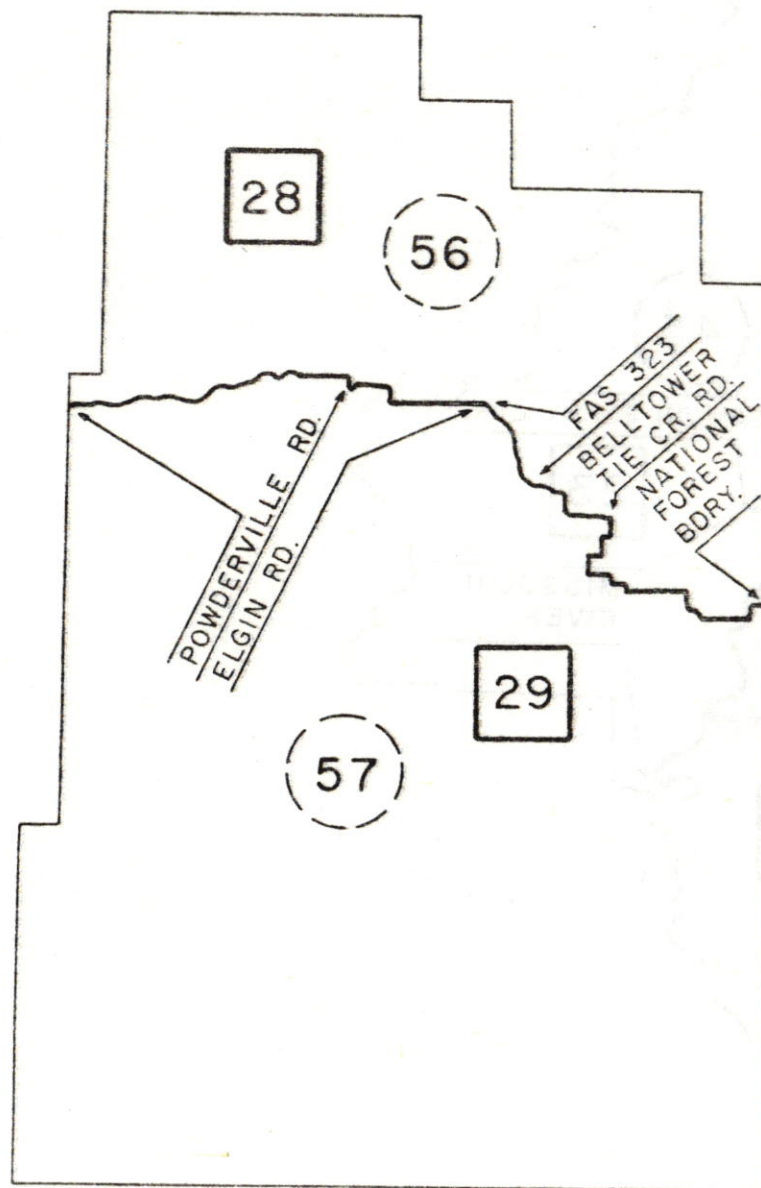 28
56
FAS 323
BELLTOWER
TIE CR. RD.
NATIONAL
FOREST
BDRY.
POWDERVILLE RD.
ELGIN RD.
29
57